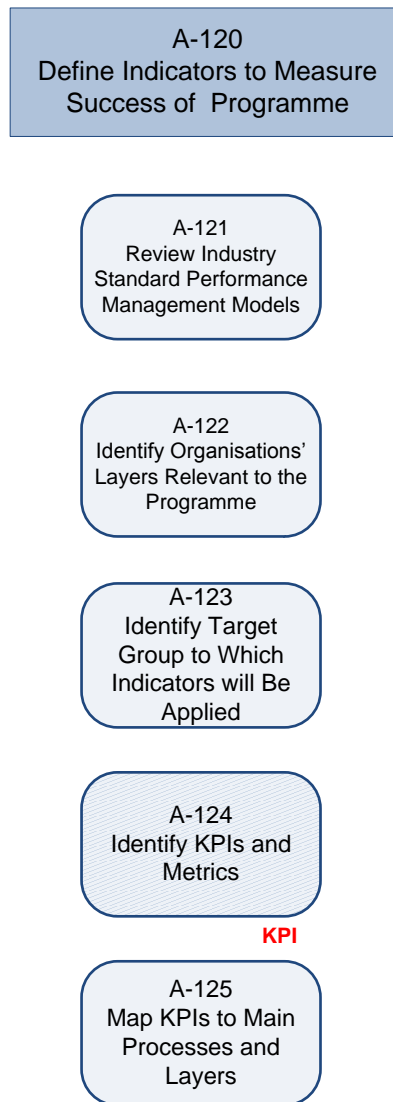 A-120
Define Indicators to Measure
Success of  Programme
A-121
Review Industry
Standard Performance
Management Models
A-122
Identify Organisations’
Layers Relevant to the
Programme
A-123
Identify Target
Group to Which
Indicators will Be
Applied
A-124
Identify KPIs and
Metrics
KPI
A-125
Map KPIs to Main
Processes and
Layers